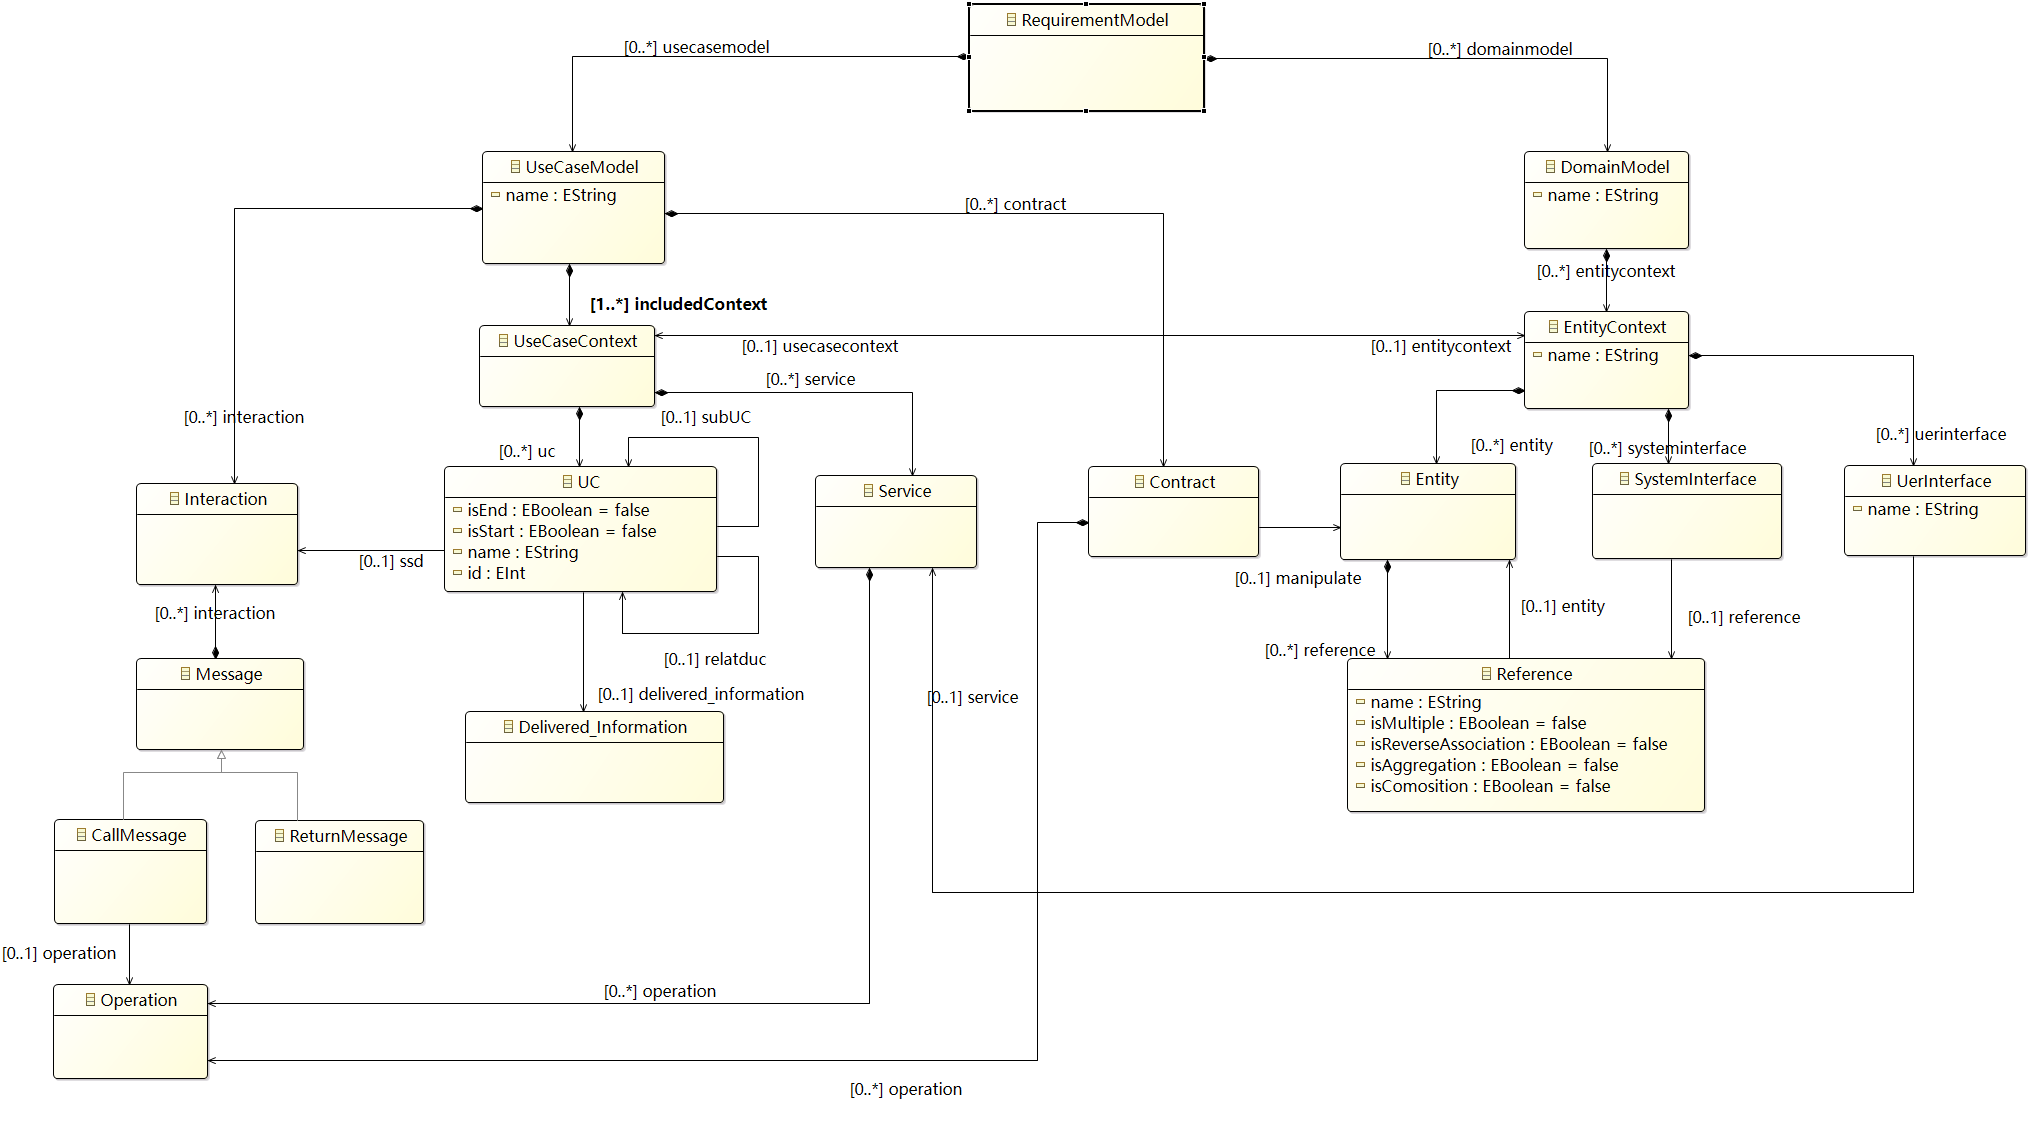 RequirementModel
[0..*] usecasemodel
[0..*] domainmodel
UseCaseModel
name : EString
DomainModel
name : EString
[0..*] contract
[0..*] entitycontext
[1..*] includedContext
UseCaseContext
EntityContext
name : EString
[0..1] usecasecontext
[0..1] entitycontext
[0..*] service
[0..*] interaction
[0..1] subUC
[0..*] uc
[0..*] entity
[0..*] systeminterface
[0..*] uerinterface
Interaction
UC
isEnd : EBoolean = false
isStart : EBoolean = false
name : EString
id : EInt
Service
Contract
Entity
SystemInterface
UerInterface
name : EString
[0..1] ssd
[0..1] manipulate
[0..*] interaction
[0..1] entity
[0..1] reference
[0..*] reference
[0..1] relatduc
Message
[0..1] delivered_information
[0..1] service
Reference
name : EString
isMultiple : EBoolean = false
isReverseAssociation : EBoolean = false
isAggregation : EBoolean = false
isComosition : EBoolean = false
Delivered_Information
CallMessage
ReturnMessage
[0..1] operation
Operation
[0..*] operation
[0..*] operation